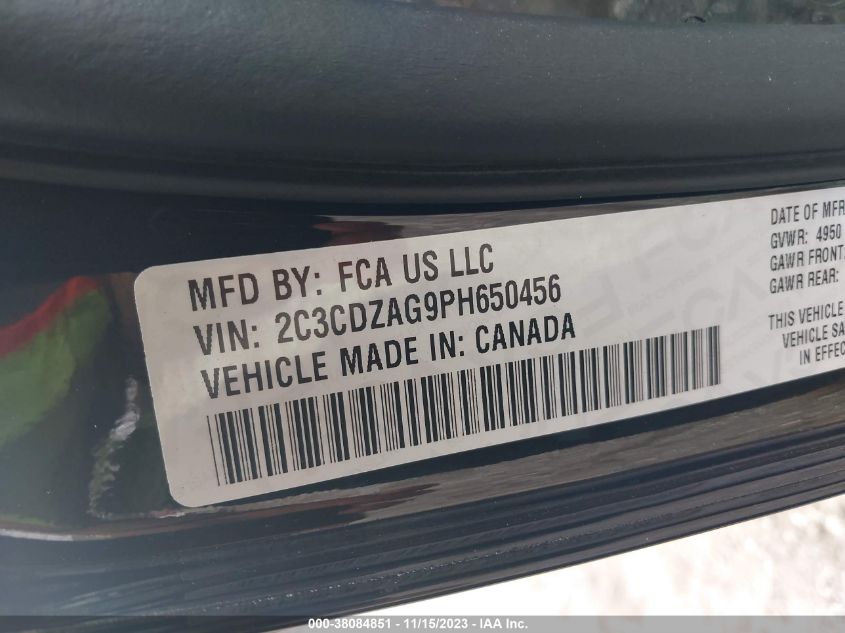 MFD BY: FCA US LLC
VIN: 2C3CDZAG9PH650456
VEHICLE MADE IN: CANADA
DATE OF MFR
GVWR: 4950
GAWR FRONT:
GAWR REAR:
THIS VEHICLE
VEHICLE SA
IN EFFEC
000-38084851 - 11/15/2023 - IAA Inc.